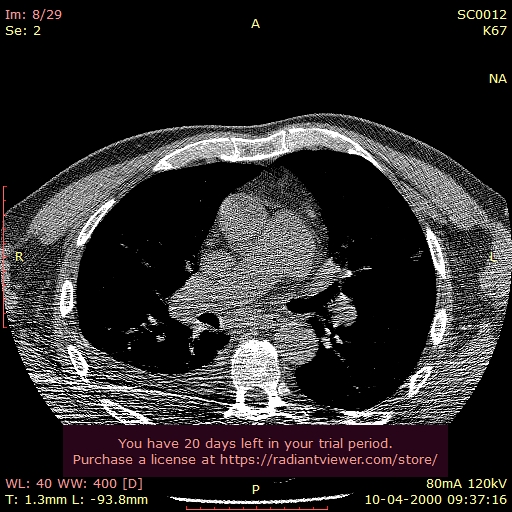 Im: 8/29
Se: 2
A
SC0012
K67
NA
R
L
You have 20 days left in your trial period.
Purchase a license at https://radiantviewer.com/store/
WL: 40 WW: 400 [D]
T: 1.3mm L: -93.8mm
P
80mA 120kV
10-04-2000 09:37:16